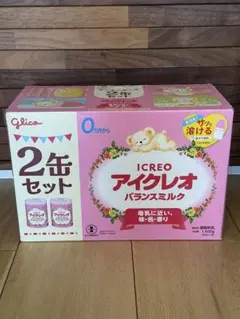 glico
2缶
セット
0ヵ月から
サッと
溶ける
ICREO
アイクレオ
バランスミルク
母乳に近い、
味・色・香り